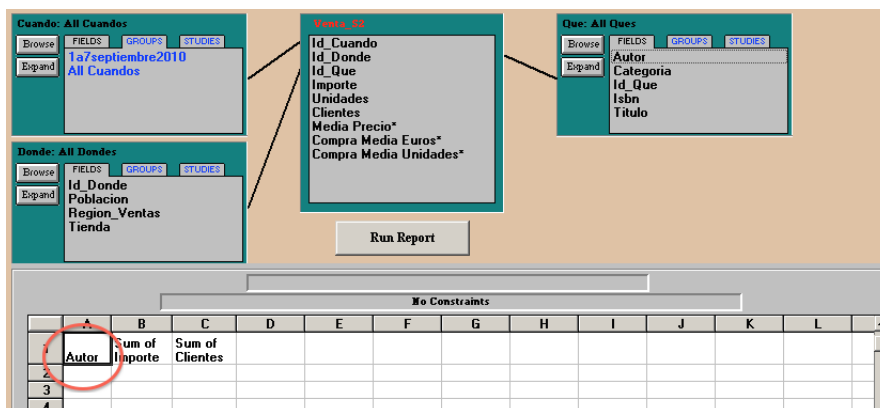 Cuando: All Cuandos
Browse
Expand
FIELDS GROUPS STUDIES
1a7septiembre2010
All Cuandos
Donde: All Dondes
Browse
Expand
FIELDS GROUPS STUDIES
Id_Donde
Poblacion
Region_Ventas
Tienda
Id_Cuando
Id_Donde
Id_Que
Importe
Unidades
Clientes
Media Precio*
Compra Media Euros*
Compra Media Unidades*
Que: All Ques
Browse
Expand
FIELDS GROUPS STUDIES
Autor
Categoria
Id_Que
Isbn
Titulo
Run Report
No Constraints
A B C D E F G H I J K L
1 Autor Sum of Importe Sum of Clientes
2
3
4